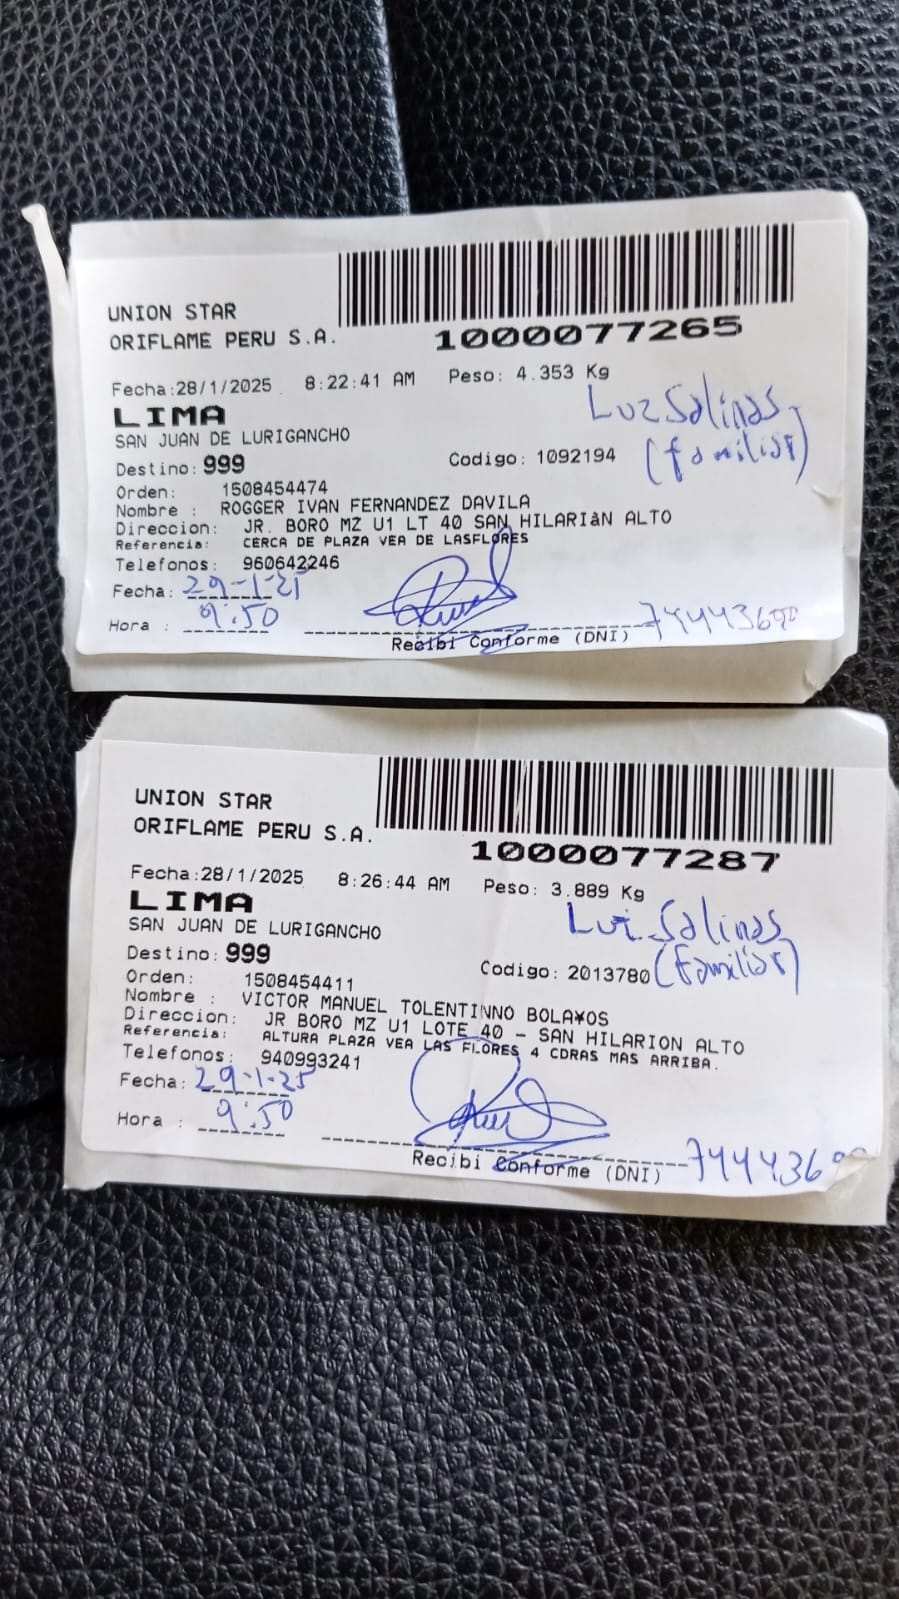 UNION STAR
ORIFLAME PERU S.A.
1000077265
Fecha:28/1/2025 8:22:41 AM Peso: 4.353 Kg
LIMA
Luz Salinas
SAN JUAN DE LURIGANCHO
(familiar)
Destino: 999 Codigo: 1092194
Orden: 1508454474
Nombre : ROGGER IVAN FERNANDEZ DAVILA
Direccion: JR. BORO MZ U1 LT 40 SAN HILARIàN ALTO
Referencia: CERCA DE PLAZA VEA DE LASFLORES
Telefonos: 960642246
Fecha: 29-1-25
Hora : 9:50
Recibi Conforme (DNI)
UNION STAR
ORIFLAME PERU S.A.
1000077287
Fecha:28/1/2025 8:26:44 AM Peso: 3.889 Kg
LIMA
Salinas
SAN JUAN DE LURIGANCHO
(familiar)
Destino: 999 Codigo: 2013780
Orden: 1508454411
Nombre : VICTOR MANUEL TOLENTINNO BOLA¥OS
Direccion: JR BORO MZ U1 LOTE 40 - SAN HILARION ALTO
Referencia: ALTURA PLAZA VEA LAS FLORES 4 CDRAS MAS ARRIBA.
Telefonos: 940993241
Fecha: 29-1-25
Hora : 9:50
Recibi Conforme (DNI)